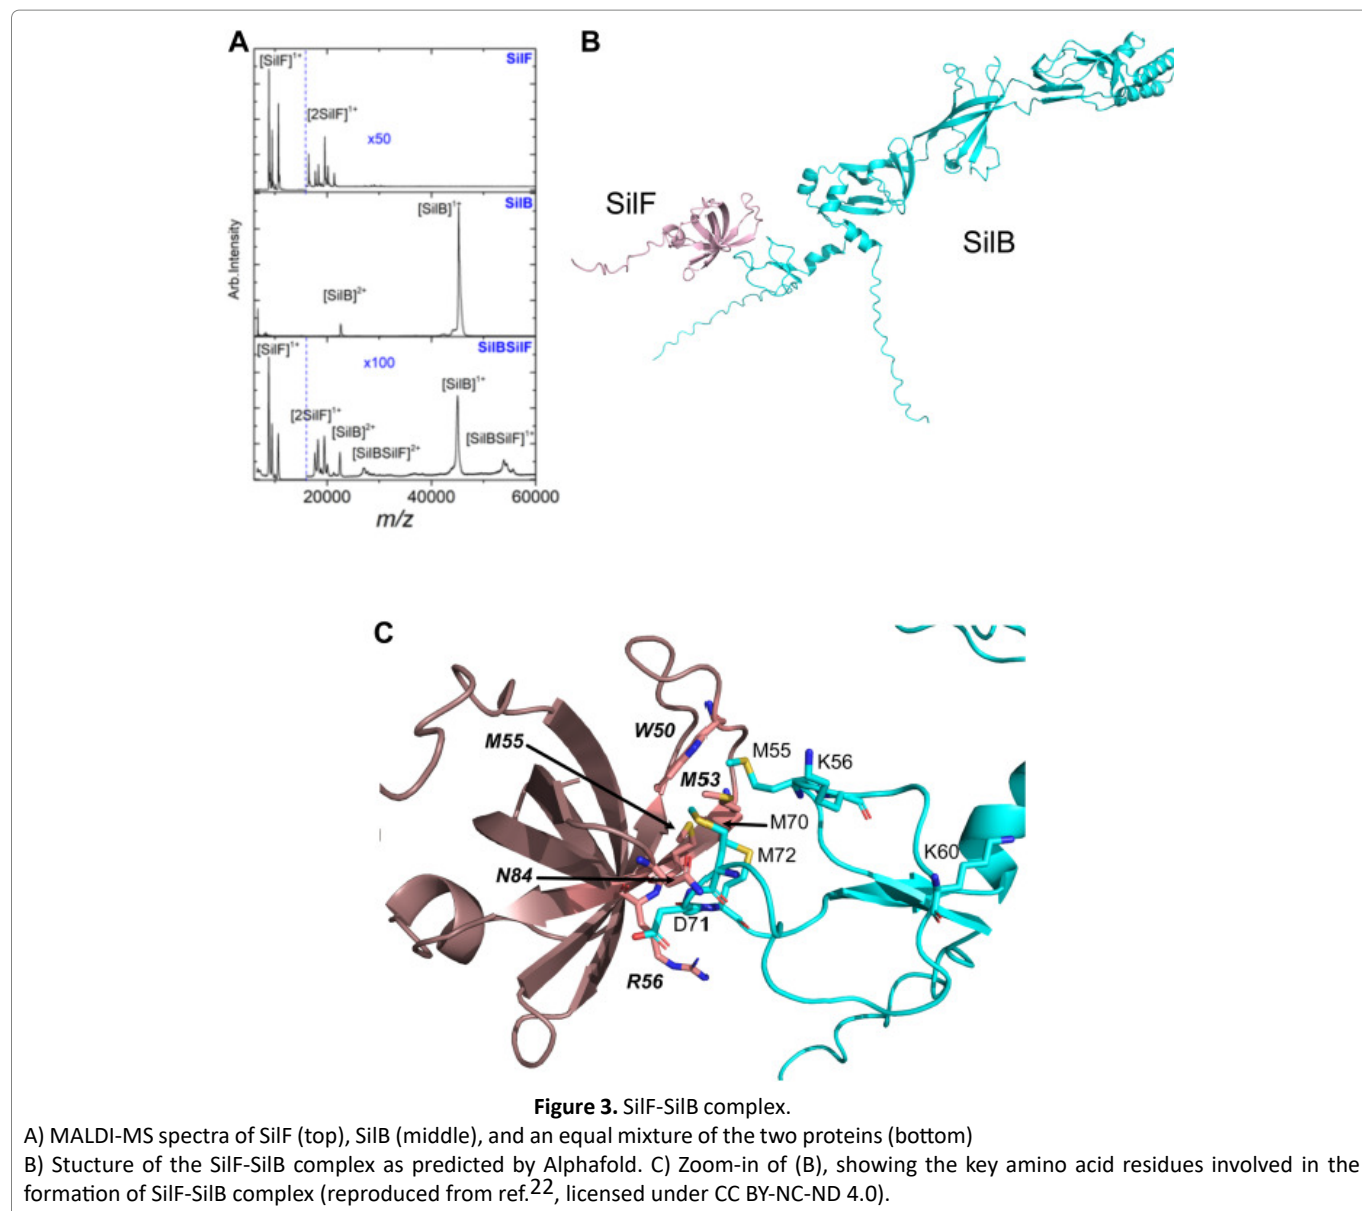 A
B
[SilF]¹⁺
SilF
[2SilF]¹⁺
x50
[SilB]¹⁺
SilB
[SilB]²⁺
[SilF]¹⁺
SilBSilF
x100
[SilB]¹⁺
[2SilF]¹⁺
[SilB]²⁺
[SilBSilF]²⁺
[SilBSilF]¹⁺
Arb.Intensity
20000 40000 60000
m/z
SilF
SilB
C
W50
M55
M55
K56
M53
M70
M72
K60
N84
D71
R56
Figure 3. SilF-SilB complex.
A) MALDI-MS spectra of SilF (top), SilB (middle), and an equal mixture of the two proteins (bottom)
B) Stucture of the SilF-SilB complex as predicted by Alphafold. C) Zoom-in of (B), showing the key amino acid residues involved in the
formation of SilF-SilB complex (reproduced from ref.²², licensed under CC BY-NC-ND 4.0).